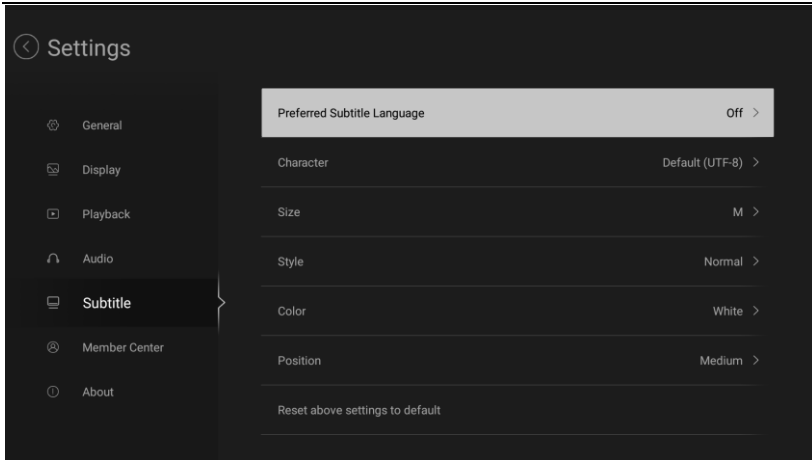 Settings
General
Display
Playback
Audio
Subtitle
Member Center
About
Preferred Subtitle Language Off
Character Default (UTF-8)
Size M
Style Normal
Color White
Position Medium
Reset above settings to default